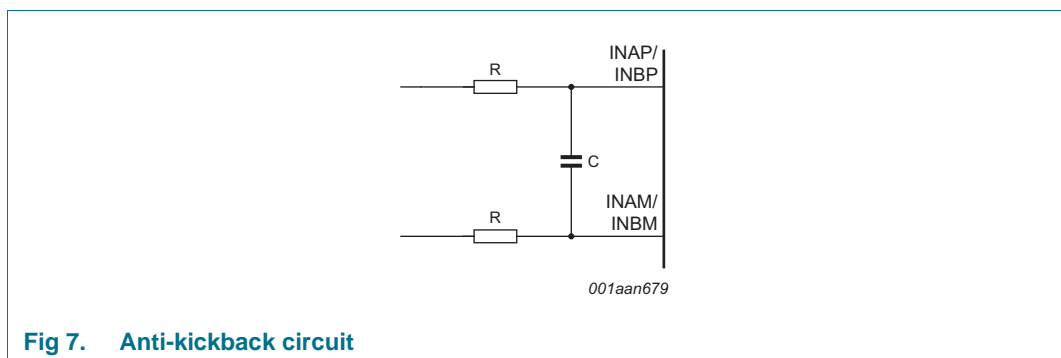 INAP/
INBP
R
C
INAM/
INBM
R
001aan679
Fig 7. Anti-kickback circuit